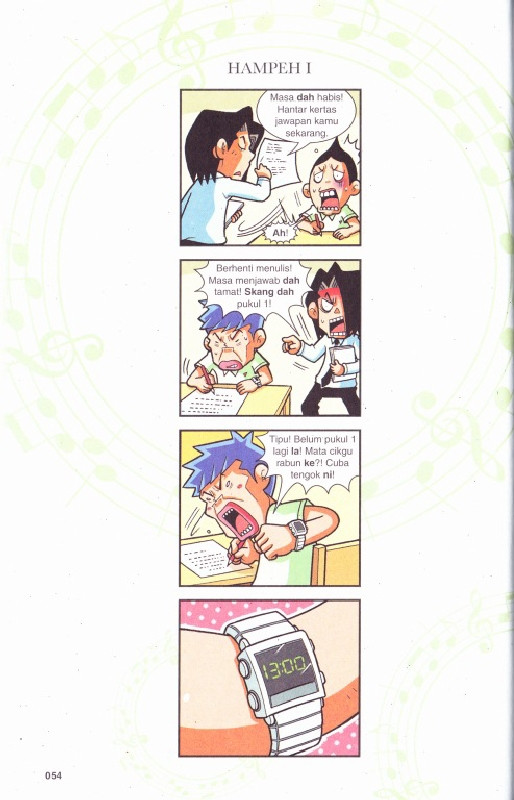 HAMPEH I
Masa dah habis!
Hantar kertas
jawapan kamu
sekarang.
Ah!
Berhenti menulis!
Masa menjawab dah
tamat! Skang dah
pukul 1!
Tipu! Belum pukul 1
lagi la! Mata cikgu
rabun ke?! Cuba
tengok ni!
13:00
054